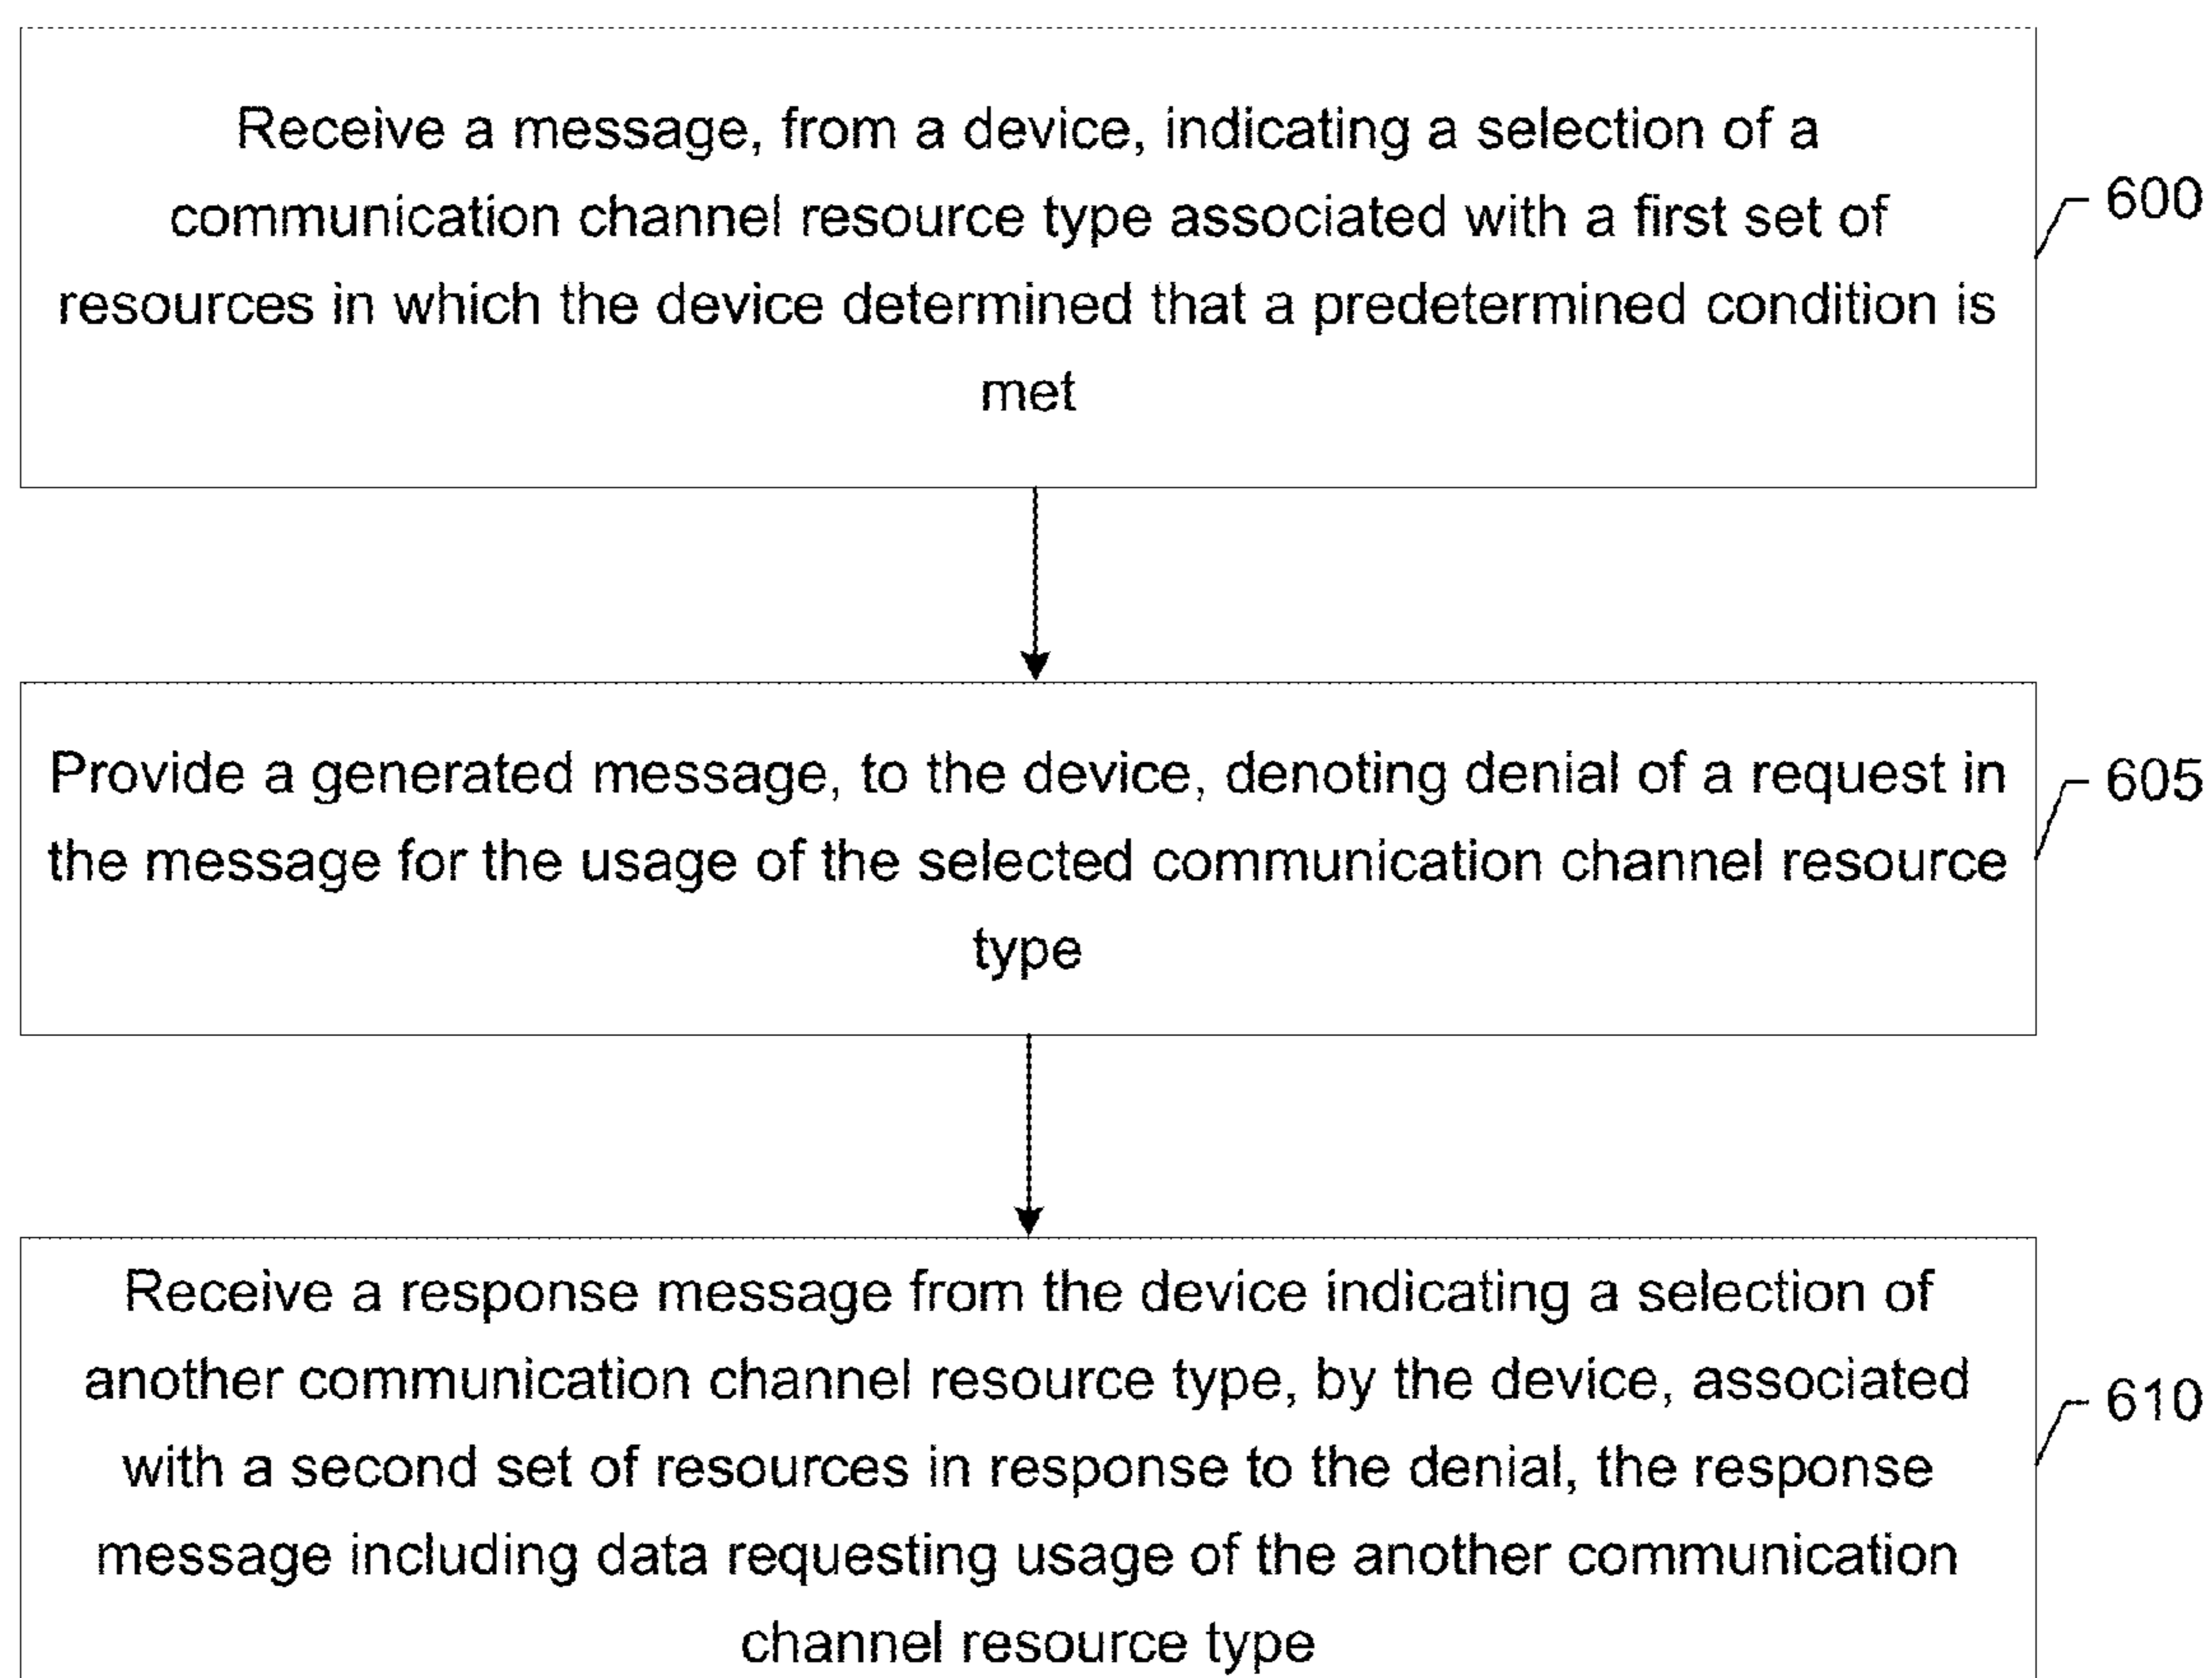 Receive a message, from a device, indicating a selection of a
communication channel resource type associated with a first set of
resources in which the device determined that a predetermined condition is
met
600
Provide a generated message, to the device, denoting denial of a request in
the message for the usage of the selected communication channel resource
type
605
Receive a response message from the device indicating a selection of
another communication channel resource type, by the device, associated
with a second set of resources in response to the denial, the response
message including data requesting usage of the another communication
channel resource type
610